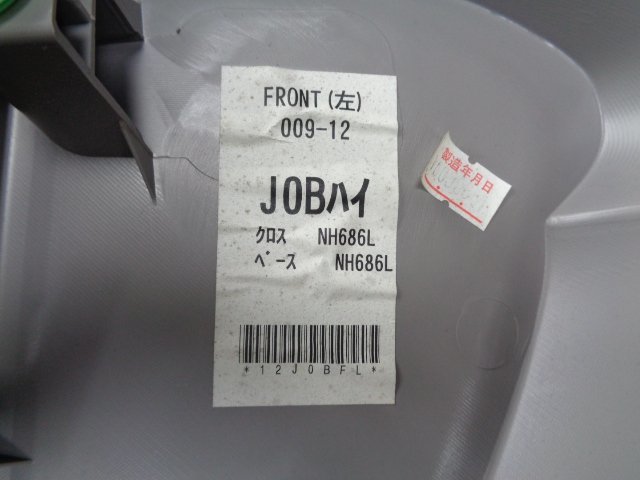 FRONT(左)
009-12
JOBハイ
クロス NH686L
ベース NH686L
*12JOBFL*
製造年月日